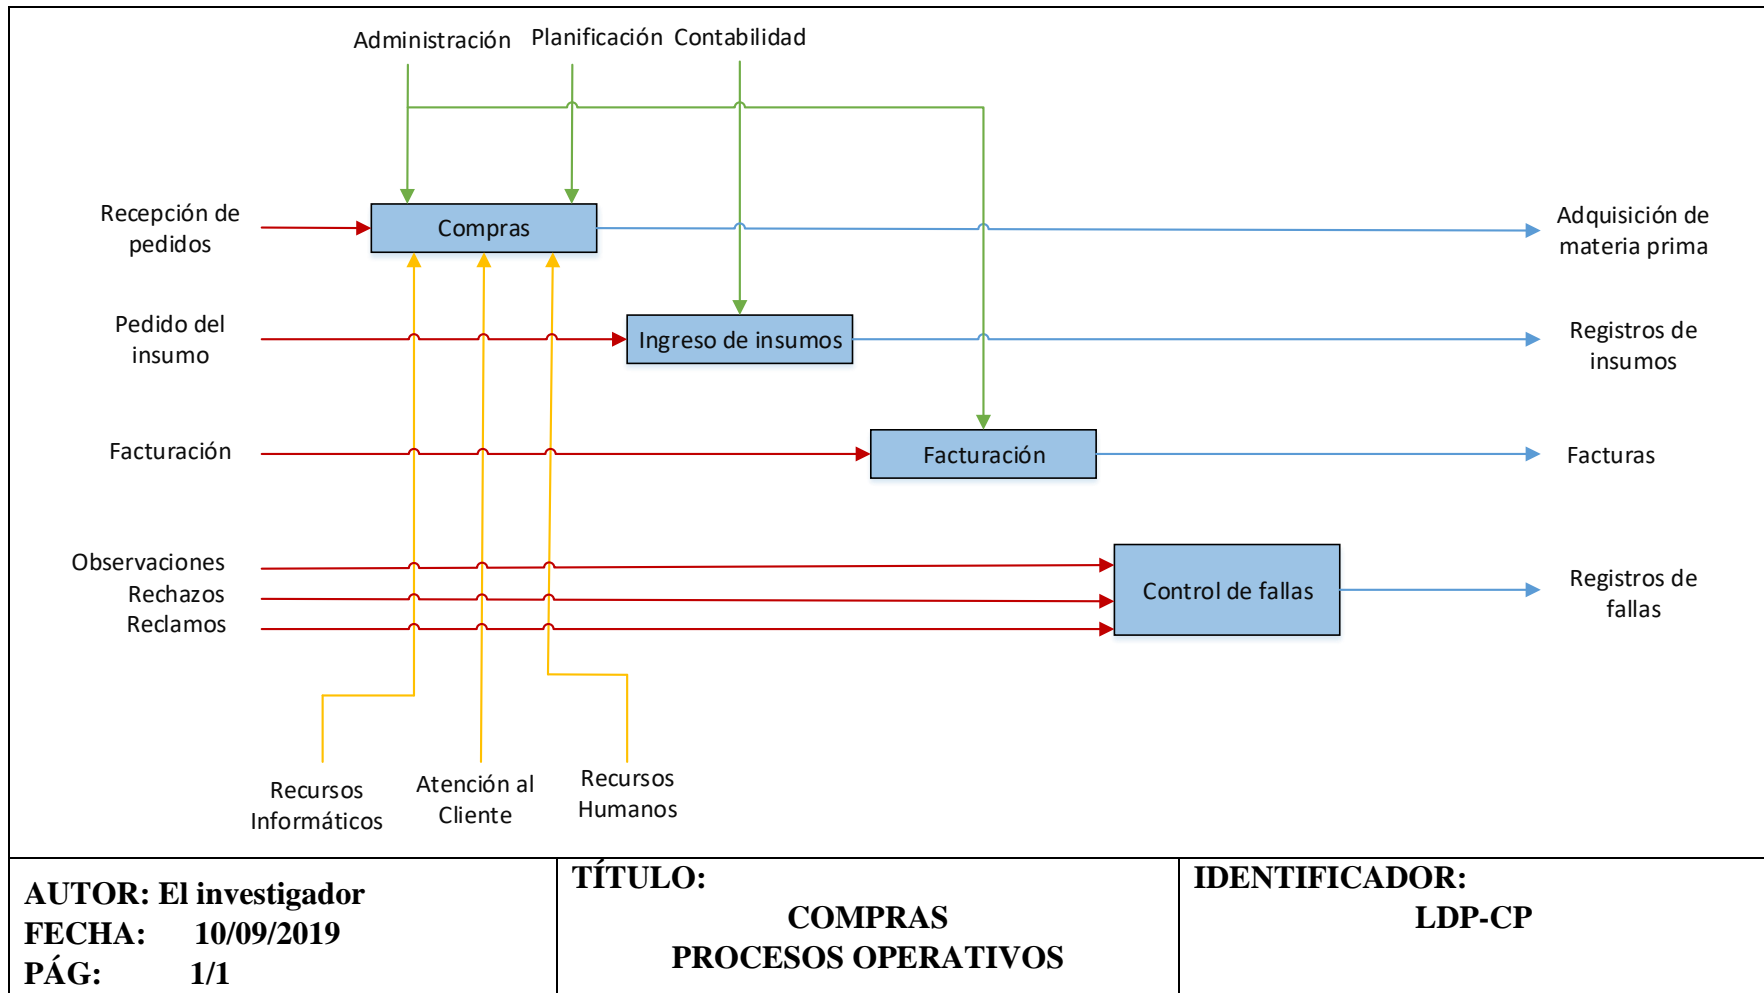 Administración
Planificación
Contabilidad
Recepción de
pedidos
Compras
Adquisición de
materia prima
Pedido del
insumo
Ingreso de insumos
Registros de
insumos
Facturación
Facturación
Facturas
Observaciones
Rechazos
Reclamos
Control de fallas
Registros de
fallas
Recursos
Informáticos
Atención al
Cliente
Recursos
Humanos
AUTOR: El investigador
FECHA: 10/09/2019
PÁG: 1/1
TÍTULO:
COMPRAS
PROCESOS OPERATIVOS
IDENTIFICADOR:
LDP-CP